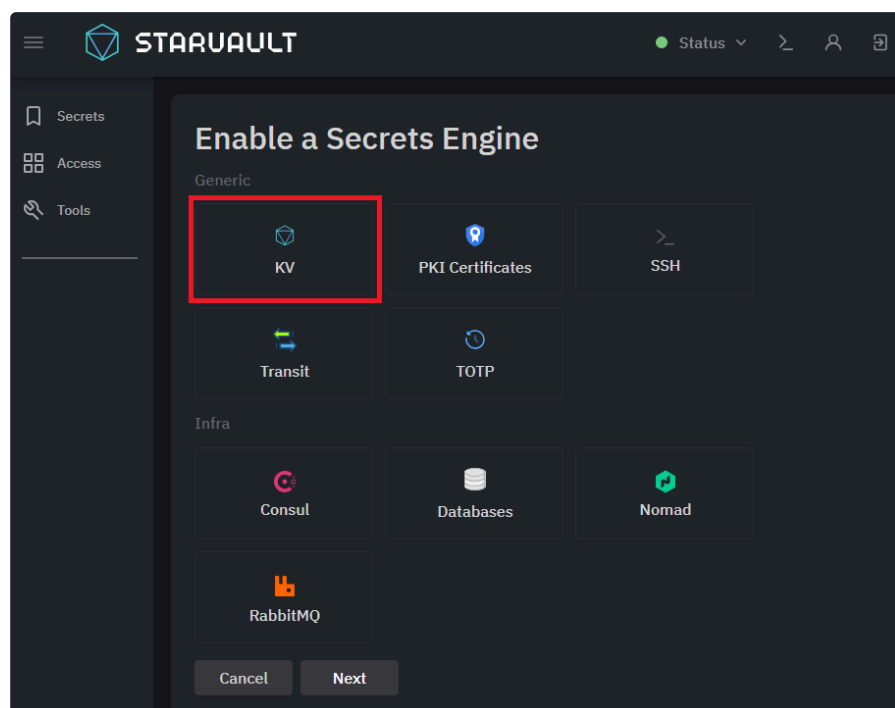 STARVAULT
Status
Secrets
Access
Tools
Enable a Secrets Engine
Generic
KV
PKI Certificates
SSH
Transit
TOTP
Infra
Consul
Databases
Nomad
RabbitMQ
Cancel
Next